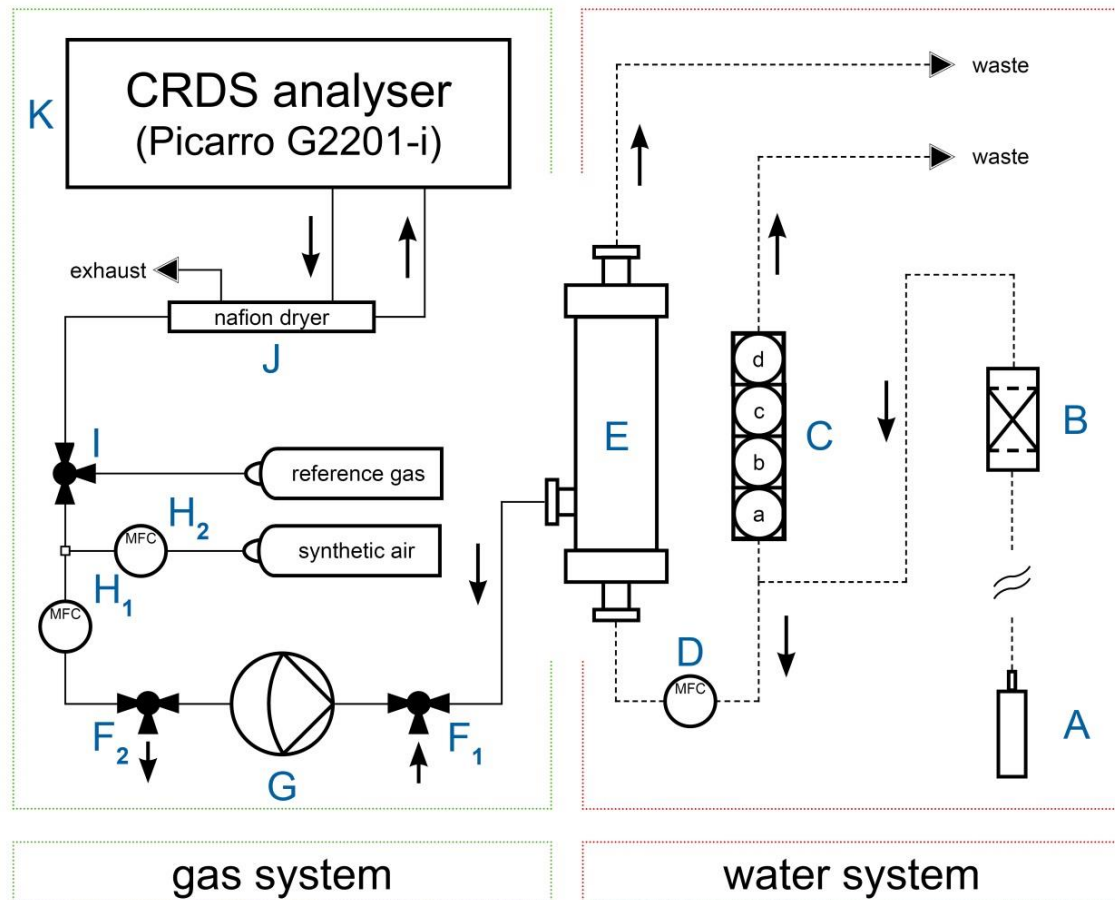 CRDS analyser
(Picarro G2201-i)
K
waste
waste
exhaust
nafion dryer
J
d
c
b
a
C
E
B
I
reference gas
H2
MFC
synthetic air
H1
MFC
D
MFC
A
F2
G
F1
gas system
water system